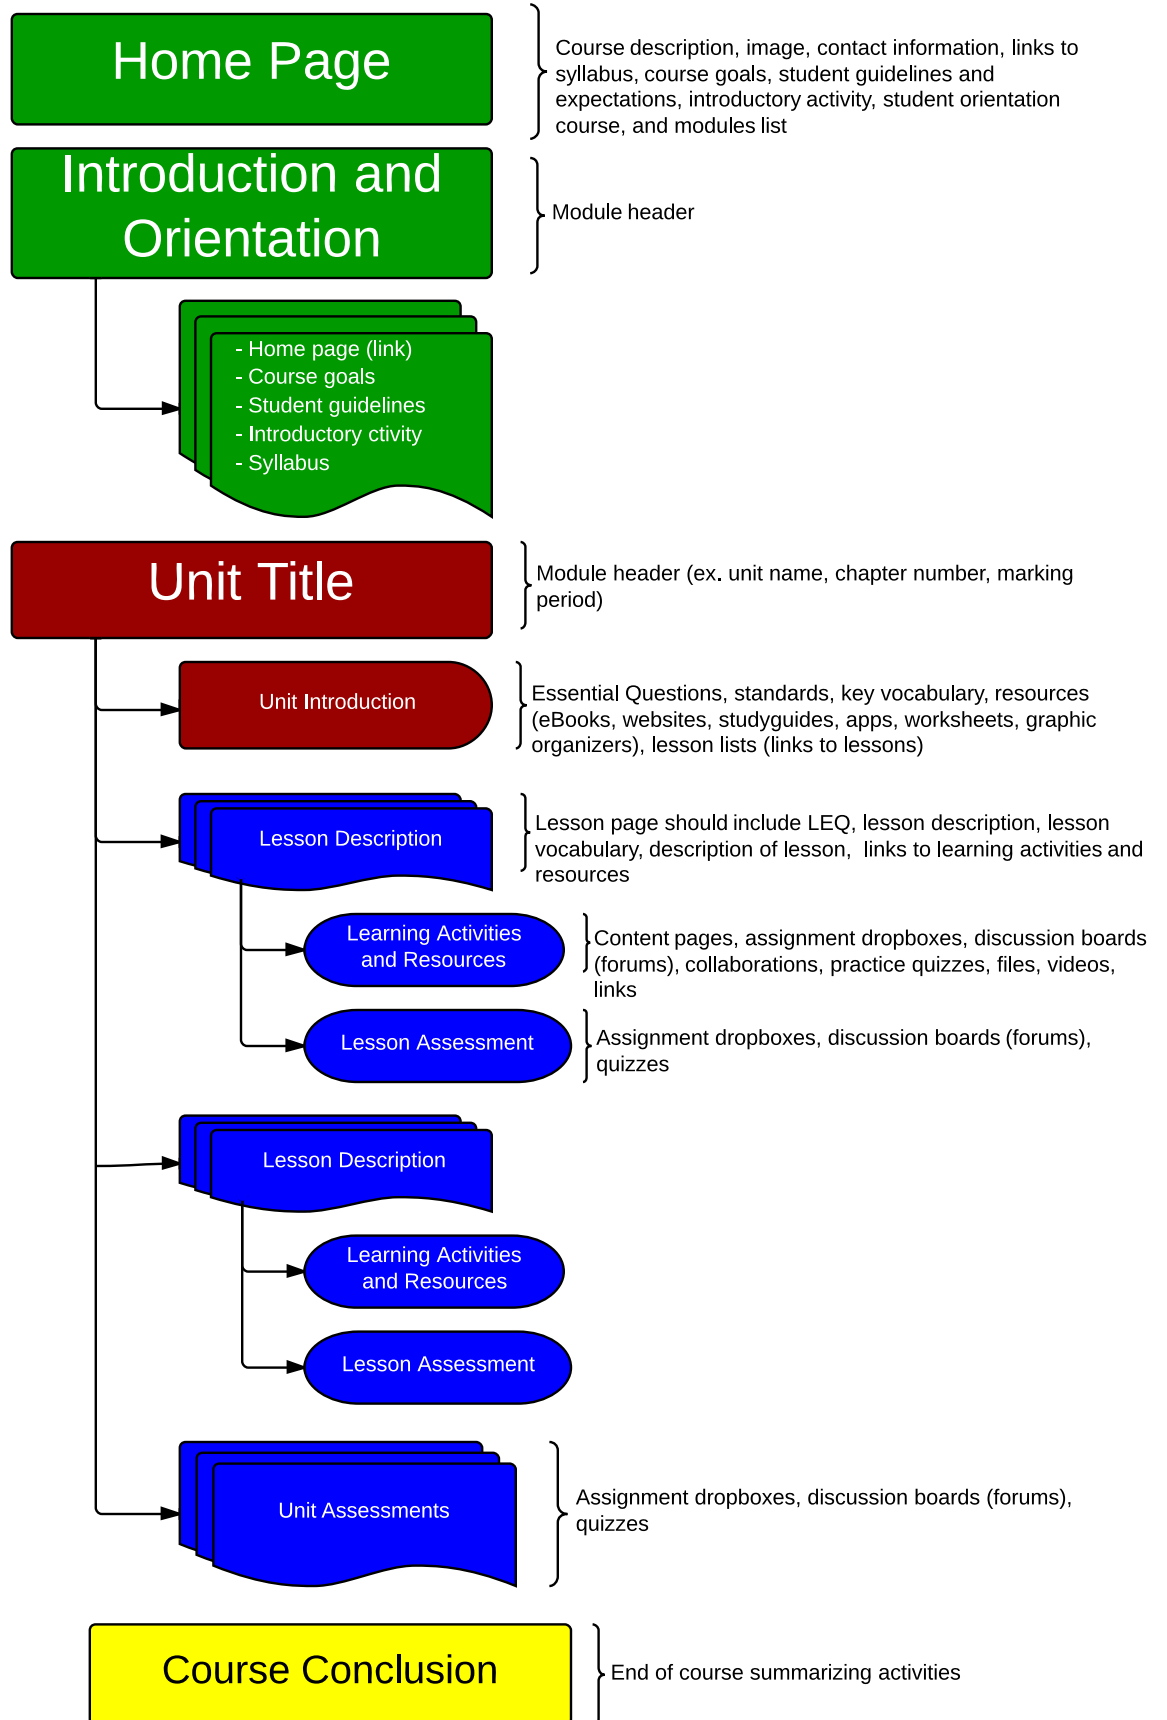 Home Page
Course description, image, contact information, links to
syllabus, course goals, student guidelines and
expectations, introductory activity, student orientation
course, and modules list
Introduction and
Orientation
Module header
- Home page (link)
- Course goals
- Student guidelines
- Introductory ctivity
- Syllabus
Unit Title
Module header (ex. unit name, chapter number, marking
period)
Unit Introduction
Essential Questions, standards, key vocabulary, resources
(eBooks, websites, studyguides, apps, worksheets, graphic
organizers), lesson lists (links to lessons)
Lesson Description
Lesson page should include LEQ, lesson description, lesson
vocabulary, description of lesson,  links to learning activities and
resources
Learning Activities
and Resources
Content pages, assignment dropboxes, discussion boards
(forums), collaborations, practice quizzes, files, videos,
links
Lesson Assessment
Assignment dropboxes, discussion boards (forums),
quizzes
Lesson Description
Learning Activities
and Resources
Lesson Assessment
Unit Assessments
Assignment dropboxes, discussion boards (forums),
quizzes
Course Conclusion
End of course summarizing activities